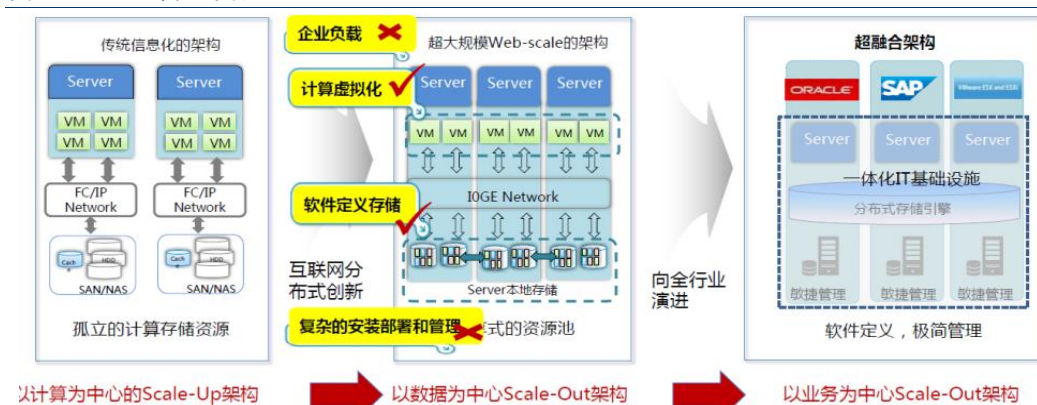 传统信息化的架构
Server
Server
VM
VM
VM
VM
VM
VM
VM
VM
FC/IP
Network
FC/IP
Network
Cach
e
HDD
SAN/NAS
Cach
e
HDD
SAN/NAS
孤立的计算存储资源
以计算为中心的Scale-Up架构
企业负载
计算虚拟化
软件定义存储
互联网分
布式创新
复杂的安装部署和管理
超大规模Web-scale的架构
Server
Server
Server
VM
VM
VM
VM
VM
VM
I0GE Network
Server本地存储
式的资源池
以数据为中心Scale-Out架构
向全行业
演进
超融合架构
ORACLE
SAP
VMware ESX and ESXi
Server
Server
Server
一体化IT基础设施
分布式存储引擎
敏捷管理
敏捷管理
敏捷管理
软件定义，极简管理
以业务为中心Scale-Out架构